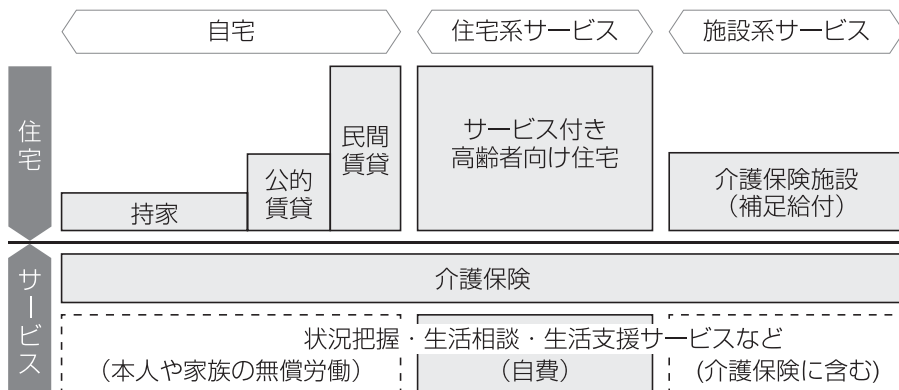 自宅
住宅系サービス
施設系サービス
住宅
持家
公的
賃貸
民間
賃貸
サービス付き
高齢者向け住宅
介護保険施設
（補足給付）
サービス
介護保険
状況把握・生活相談・生活支援サービスなど
（本人や家族の無償労働）
（自費）
（介護保険に含む）